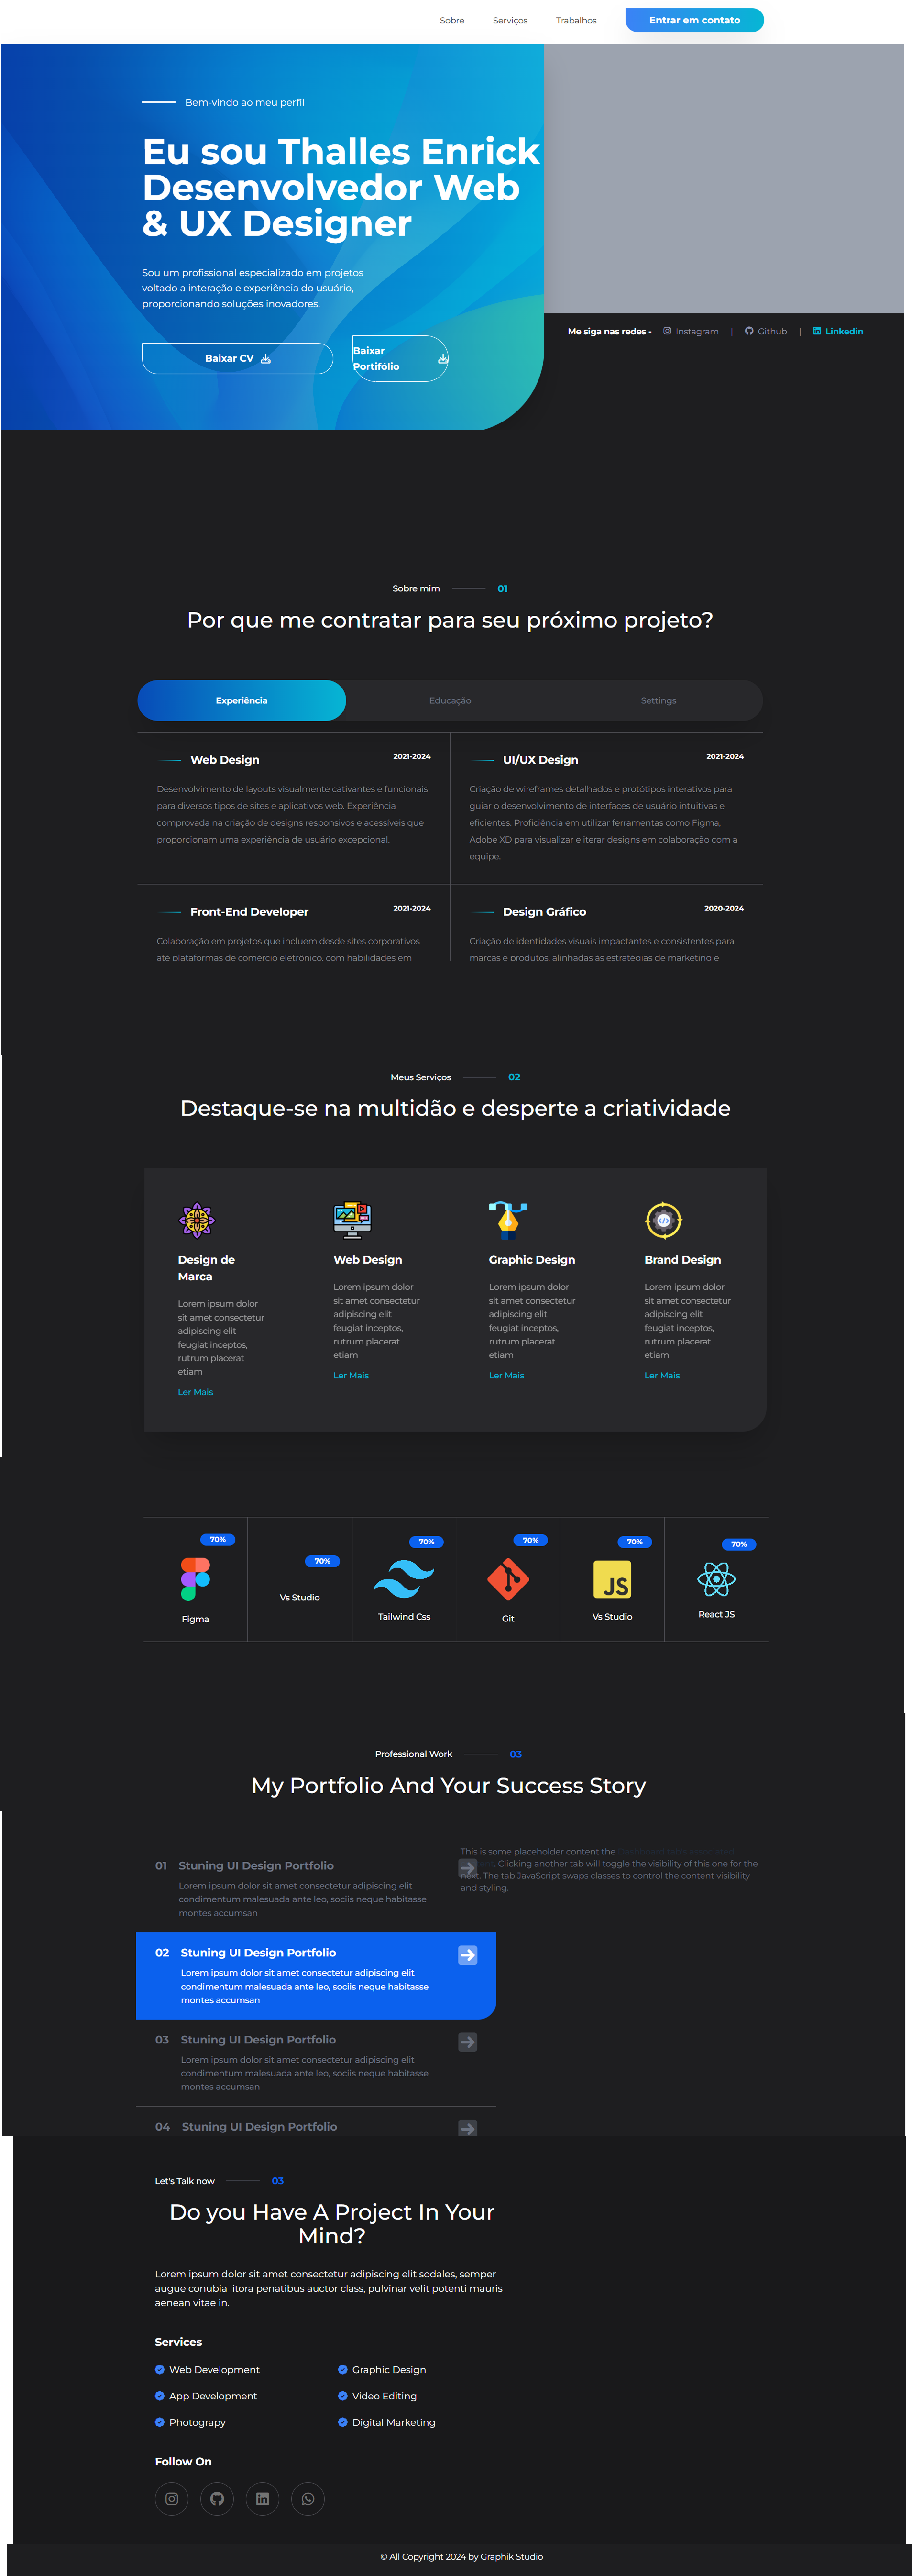 Sobre Serviços Trabalhos Entrar em contato
Bem-vindo ao meu perfil
Eu sou Thalles Enrick
Desenvolvedor Web
& UX Designer
Sou um profissional especializado em projetos
voltado a interação e experiência do usuário,
proporcionando soluções inovadores.
Baixar CV
Baixar
Portifólio
Me siga nas redes - Instagram | Github | Linkedin
Sobre mim 01
Por que me contratar para seu próximo projeto?
Experiência Educação Settings
Web Design 2021-2024
Desenvolvimento de layouts visualmente cativantes e funcionais
para diversos tipos de sites e aplicativos web. Experiência
comprovada na criação de designs responsivos e acessíveis que
proporcionam uma experiência de usuário excepcional.
UI/UX Design 2021-2024
Criação de wireframes detalhados e protótipos interativos para
guiar o desenvolvimento de interfaces de usuário intuitivas e
eficientes. Proficiência em utilizar ferramentas como Figma,
Adobe XD para visualizar e iterar designs em colaboração com a
equipe.
Front-End Developer 2021-2024
Colaboração em projetos que incluem desde sites corporativos
até plataformas de comércio eletrônico, com habilidades em
Design Gráfico 2020-2024
Criação de identidades visuais impactantes e consistentes para
marcas e produtos, alinhadas às estratégias de marketing e
Meus Serviços 02
Destaque-se na multidão e desperte a criatividade
Design de
Marca
Lorem ipsum dolor
sit amet consectetur
adipiscing elit
feugiat inceptos,
rutrum placerat
etiam
Ler Mais
Web Design
Lorem ipsum dolor
sit amet consectetur
adipiscing elit
feugiat inceptos,
rutrum placerat
etiam
Ler Mais
Graphic Design
Lorem ipsum dolor
sit amet consectetur
adipiscing elit
feugiat inceptos,
rutrum placerat
etiam
Ler Mais
Brand Design
Lorem ipsum dolor
sit amet consectetur
adipiscing elit
feugiat inceptos,
rutrum placerat
etiam
Ler Mais
70%
Figma
70%
Vs Studio
70%
Tailwind Css
70%
Git
70%
JS
Vs Studio
70%
React JS
Professional Work 03
My Portfolio And Your Success Story
01 Stuning UI Design Portfolio
Lorem ipsum dolor sit amet consectetur adipiscing elit
condimentum malesuada ante leo, sociis neque habitasse
montes accumsan
This is some placeholder content the
. Clicking another tab will toggle the visibility of this one for the
The tab JavaScript swaps classes to control the content visibility
and styling.
02 Stuning UI Design Portfolio
Lorem ipsum dolor sit amet consectetur adipiscing elit
condimentum malesuada ante leo, sociis neque habitasse
montes accumsan
03 Stuning UI Design Portfolio
Lorem ipsum dolor sit amet consectetur adipiscing elit
condimentum malesuada ante leo, sociis neque habitasse
montes accumsan
04 Stuning UI Design Portfolio
Let's Talk now 03
Do you Have A Project In Your
Mind?
Lorem ipsum dolor sit amet consectetur adipiscing elit sodales, semper
augue conubia litora penatibus auctor class, pulvinar velit potenti mauris
aenean vitae in.
Services
Web Development Graphic Design
App Development Video Editing
Photograpy Digital Marketing
Follow On
© All Copyright 2024 by Graphik Studio